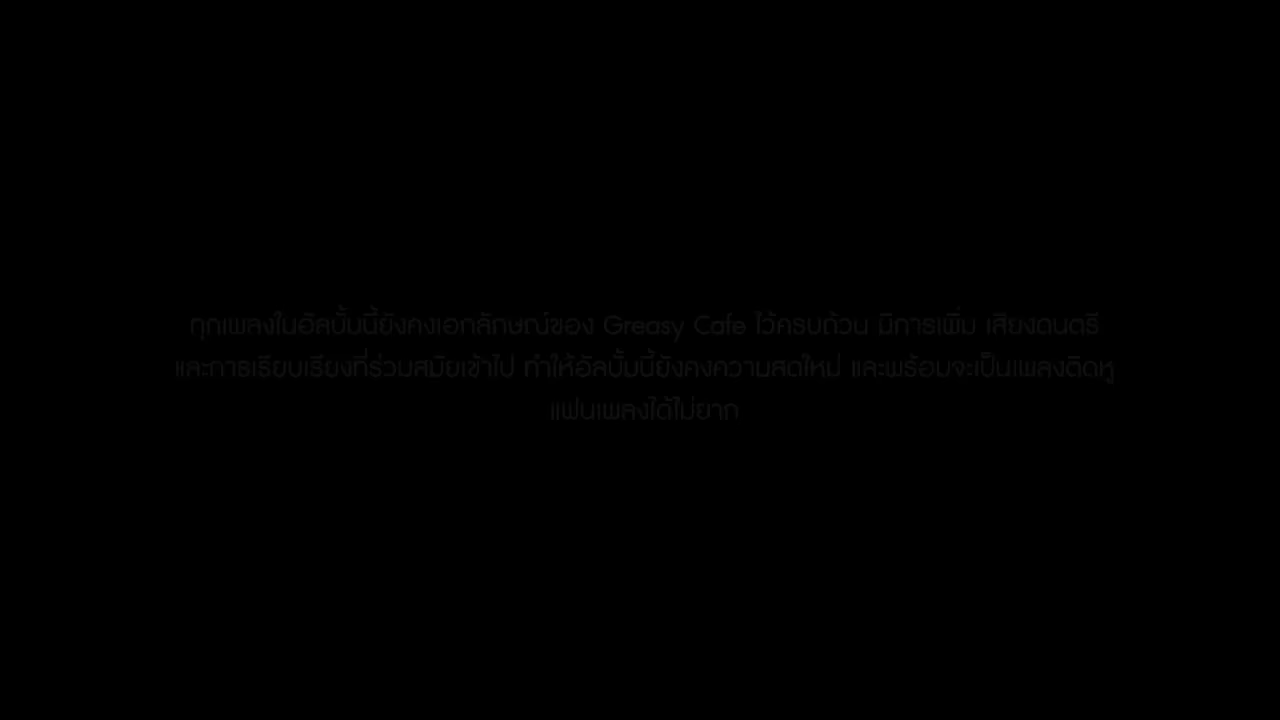 ทุกเพลงในอัลบั้มนี้ยังคงเอกลักษณ์ของ Greasy Cafe ไว้ครบถ้วน มีการเพิ่ม เสียงดนตรี
และการเรียบเรียงที่ร่วมสมัยเข้าไป ทำให้อัลบั้มนี้ยังคงความสดใหม่ และพร้อมจะเป็นเพลงติดหู
แฟนเพลงได้ไม่ยาก